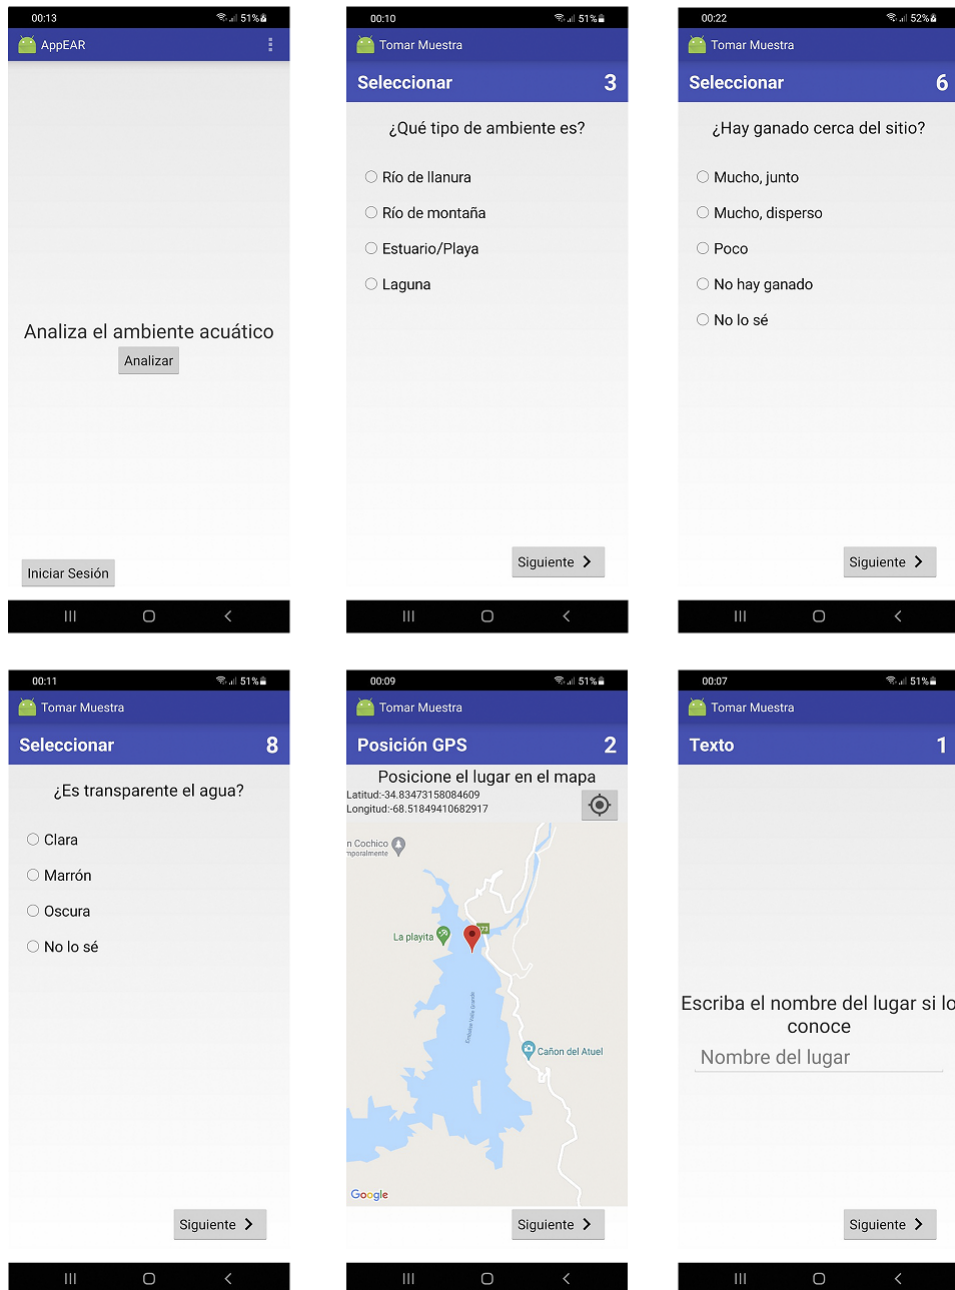 00:13 51%
AppEAR
Analiza el ambiente acuático
Analizar
Iniciar Sesión
00:10 51%
Tomar Muestra
Seleccionar 3
¿Qué tipo de ambiente es?
Río de llanura
Río de montaña
Estuario/Playa
Laguna
Siguiente
00:22 52%
Tomar Muestra
Seleccionar 6
¿Hay ganado cerca del sitio?
Mucho, junto
Mucho, disperso
Poco
No hay ganado
No lo sé
Siguiente
00:11 51%
Tomar Muestra
Seleccionar 8
¿Es transparente el agua?
Clara
Marrón
Oscura
No lo sé
Siguiente
00:09 51%
Tomar Muestra
Posición GPS 2
Posicione el lugar en el mapa
Latitud:-34.83473158084609
Longitud:-68.51849410682917
n Cochico
mporalmente
173
La playita
Cañon del Atuel
Google
Siguiente
00:07 51%
Tomar Muestra
Texto 1
Escriba el nombre del lugar si lo
conoce
Nombre del lugar
Siguiente